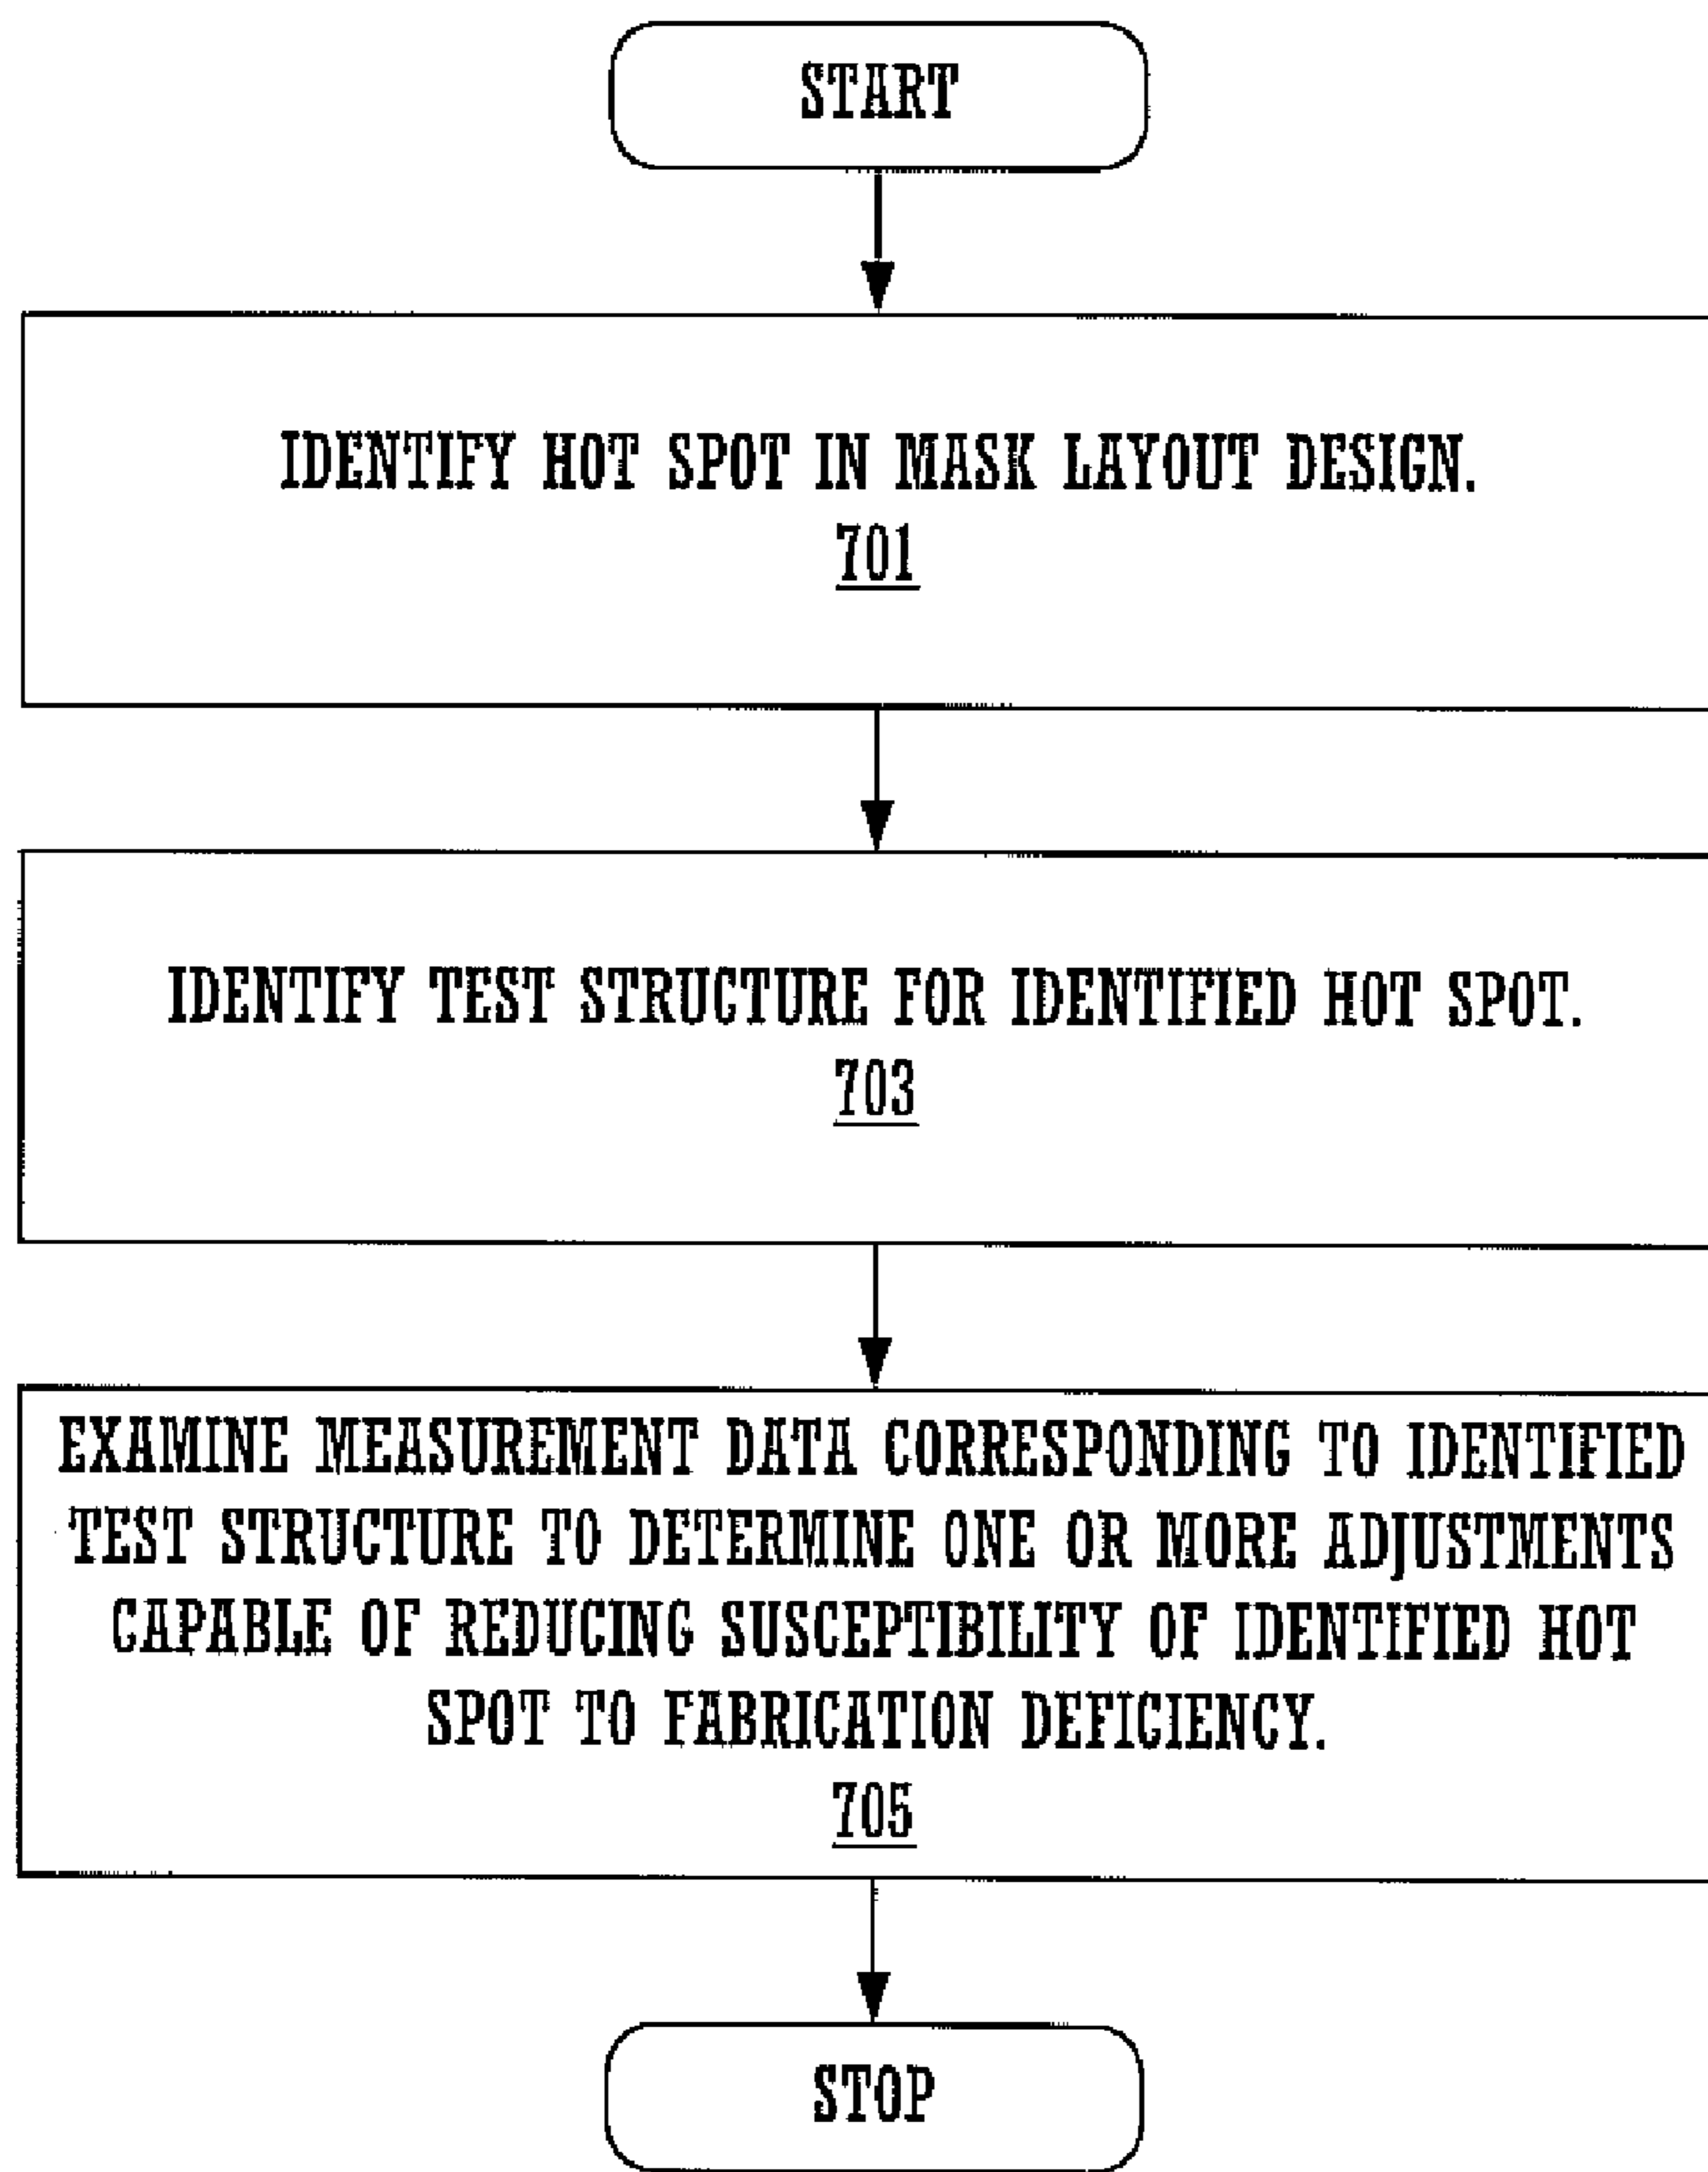 START
IDENTIFY HOT SPOT IN MASK LAYOUT DESIGN.
701
IDENTIFY TEST STRUCTURE FOR IDENTIFIED HOT SPOT.
703
EXAMINE MEASUREMENT DATA CORRESPONDING TO IDENTIFIED
TEST STRUCTURE TO DETERMINE ONE OR MORE ADJUSTMENTS
CAPABLE OF REDUCING SUSCEPTIBILITY OF IDENTIFIED HOT
SPOT TO FABRICATION DEFICIENCY.
705
STOP